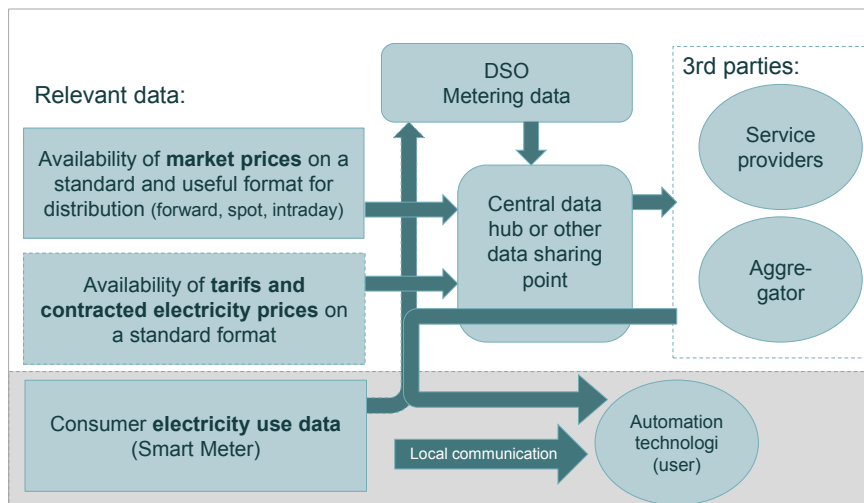 Relevant data:
Availability of market prices on a
standard and useful format for
distribution (forward, spot, intraday)
Availability of tarifs and
contracted electricity prices on
a standard format
Consumer electricity use data
(Smart Meter)
DSO
Metering data
Central data
hub or other
data sharing
point
3rd parties:
Service
providers
Aggre-
gator
Local communication
Automation
technologi
(user)